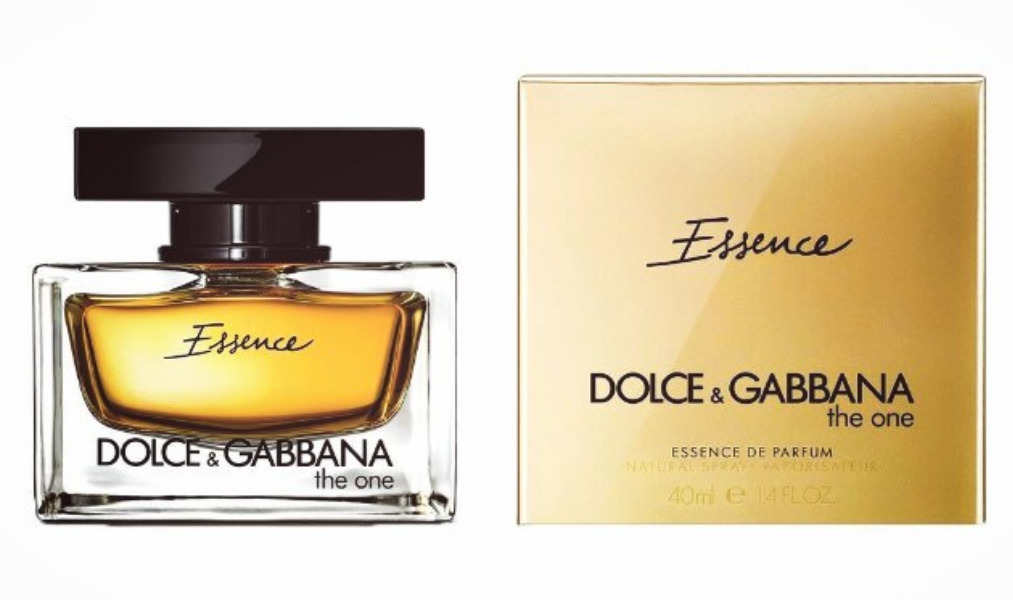 Essence
DOLCE & GABBANA
the one
Essence
DOLCE & GABBANA
the one
ESSENCE DE PARFUM
NATURAL SPRAY VAPORISATEUR
40ml e 1.4 FL.OZ.